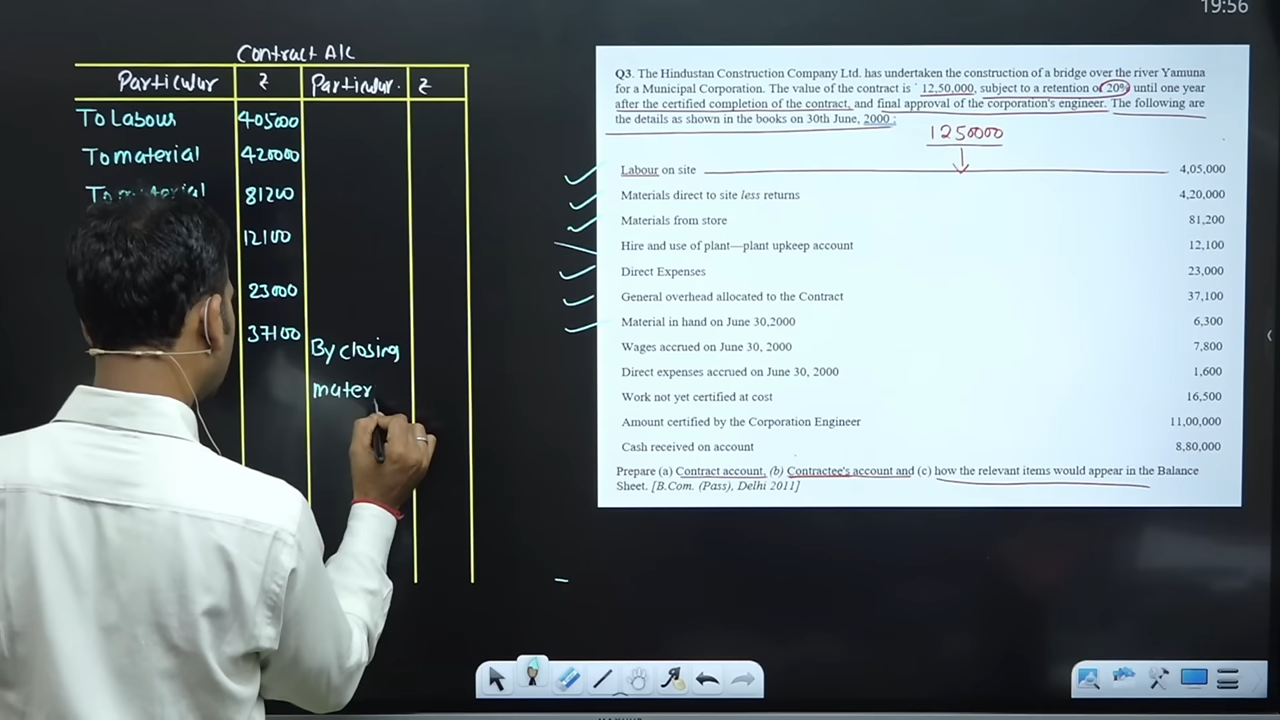 19:56
Contract A/C
Particular ₹ Particular. ₹
To Labour 405000
To material 420000
To material 81200
12100
23000
37100
By closing
mater
Q3. The Hindustan Construction Company Ltd. has undertaken the construction of a bridge over the river Yamuna
for a Municipal Corporation. The value of the contract is ` 12,50,000, subject to a retention of 20% until one year
after the certified completion of the contract, and final approval of the corporation's engineer. The following are
the details as shown in the books on 30th June, 2000 :
1250000
Labour on site 4,05,000
Materials direct to site less returns 4,20,000
Materials from store 81,200
Hire and use of plant—plant upkeep account 12,100
Direct Expenses 23,000
General overhead allocated to the Contract 37,100
Material in hand on June 30,2000 6,300
Wages accrued on June 30, 2000 7,800
Direct expenses accrued on June 30, 2000 1,600
Work not yet certified at cost 16,500
Amount certified by the Corporation Engineer 11,00,000
Cash received on account 8,80,000
Prepare (a) Contract account, (b) Contractee's account and (c) how the relevant items would appear in the Balance
Sheet. [B.Com. (Pass), Delhi 2011]